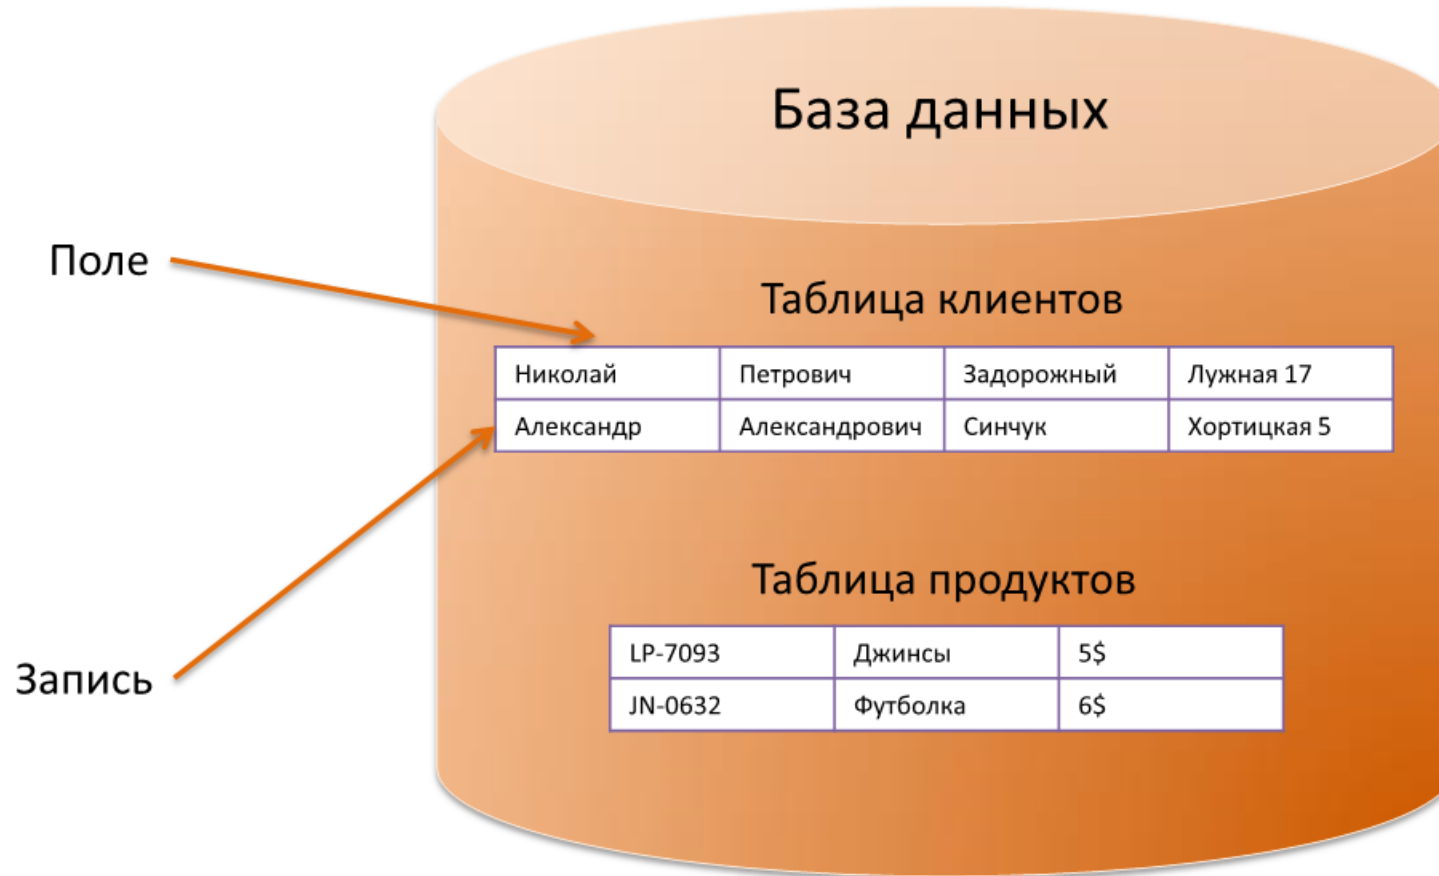 База данных
Поле
Таблица клиентов
Николай Петрович Задорожный Лужная 17
Александр Александрович Синчук Хортицкая 5
Таблица продуктов
LP-7093 Джинсы 5$
JN-0632 Футболка 6$
Запись